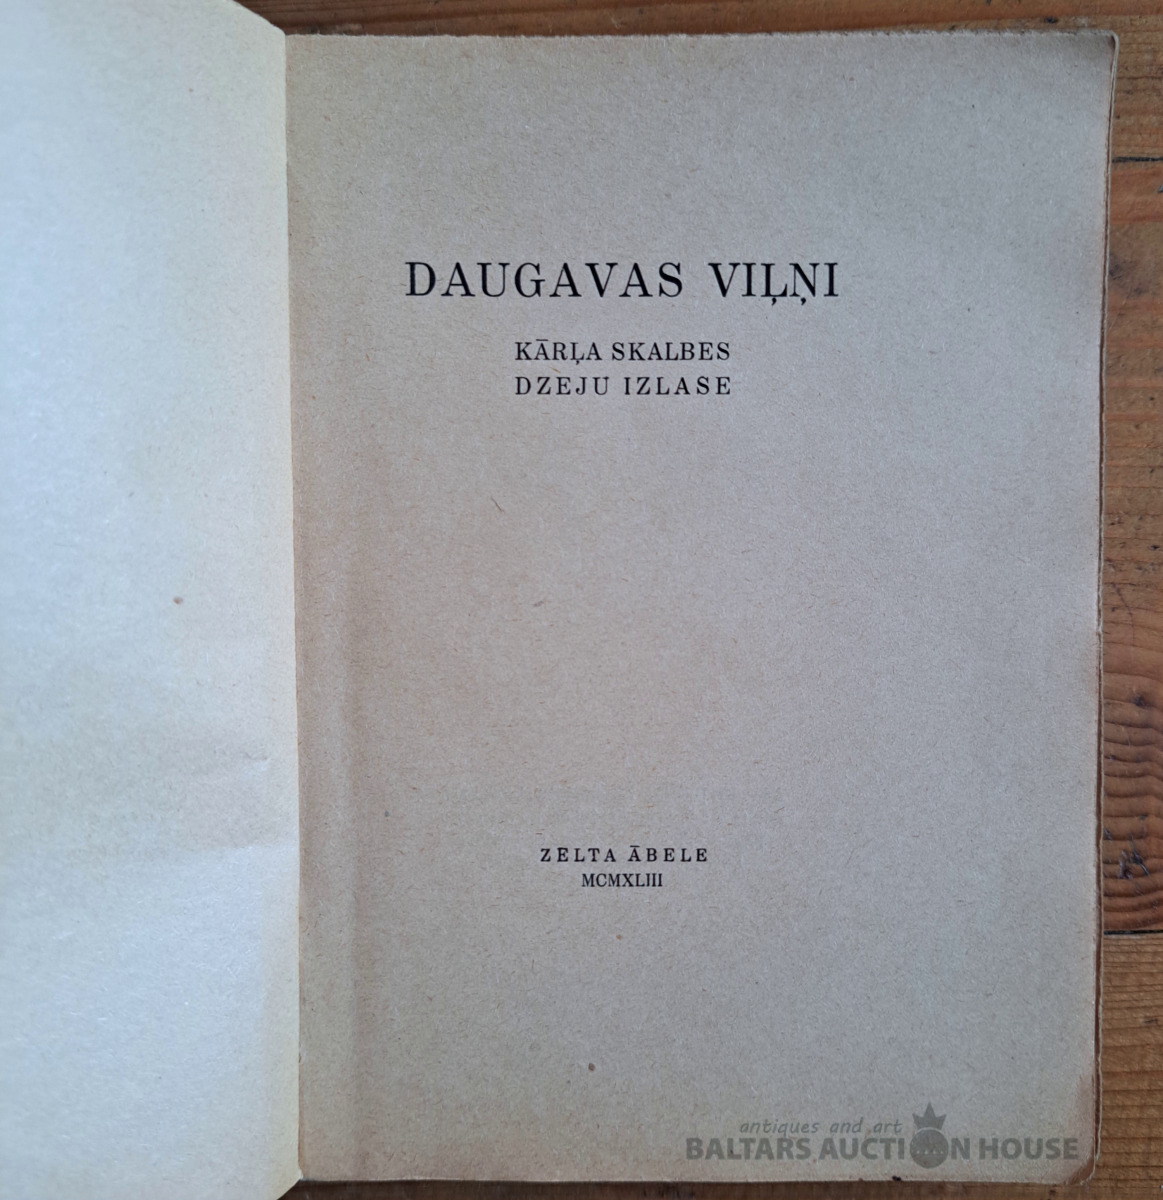 DAUGAVAS VIĻŅI
KĀRĻA SKALBES
DZEJU IZLASE
ZELTA ĀBELE
MCMXLIII
antiques and art
BALTARS AUCTION HOUSE